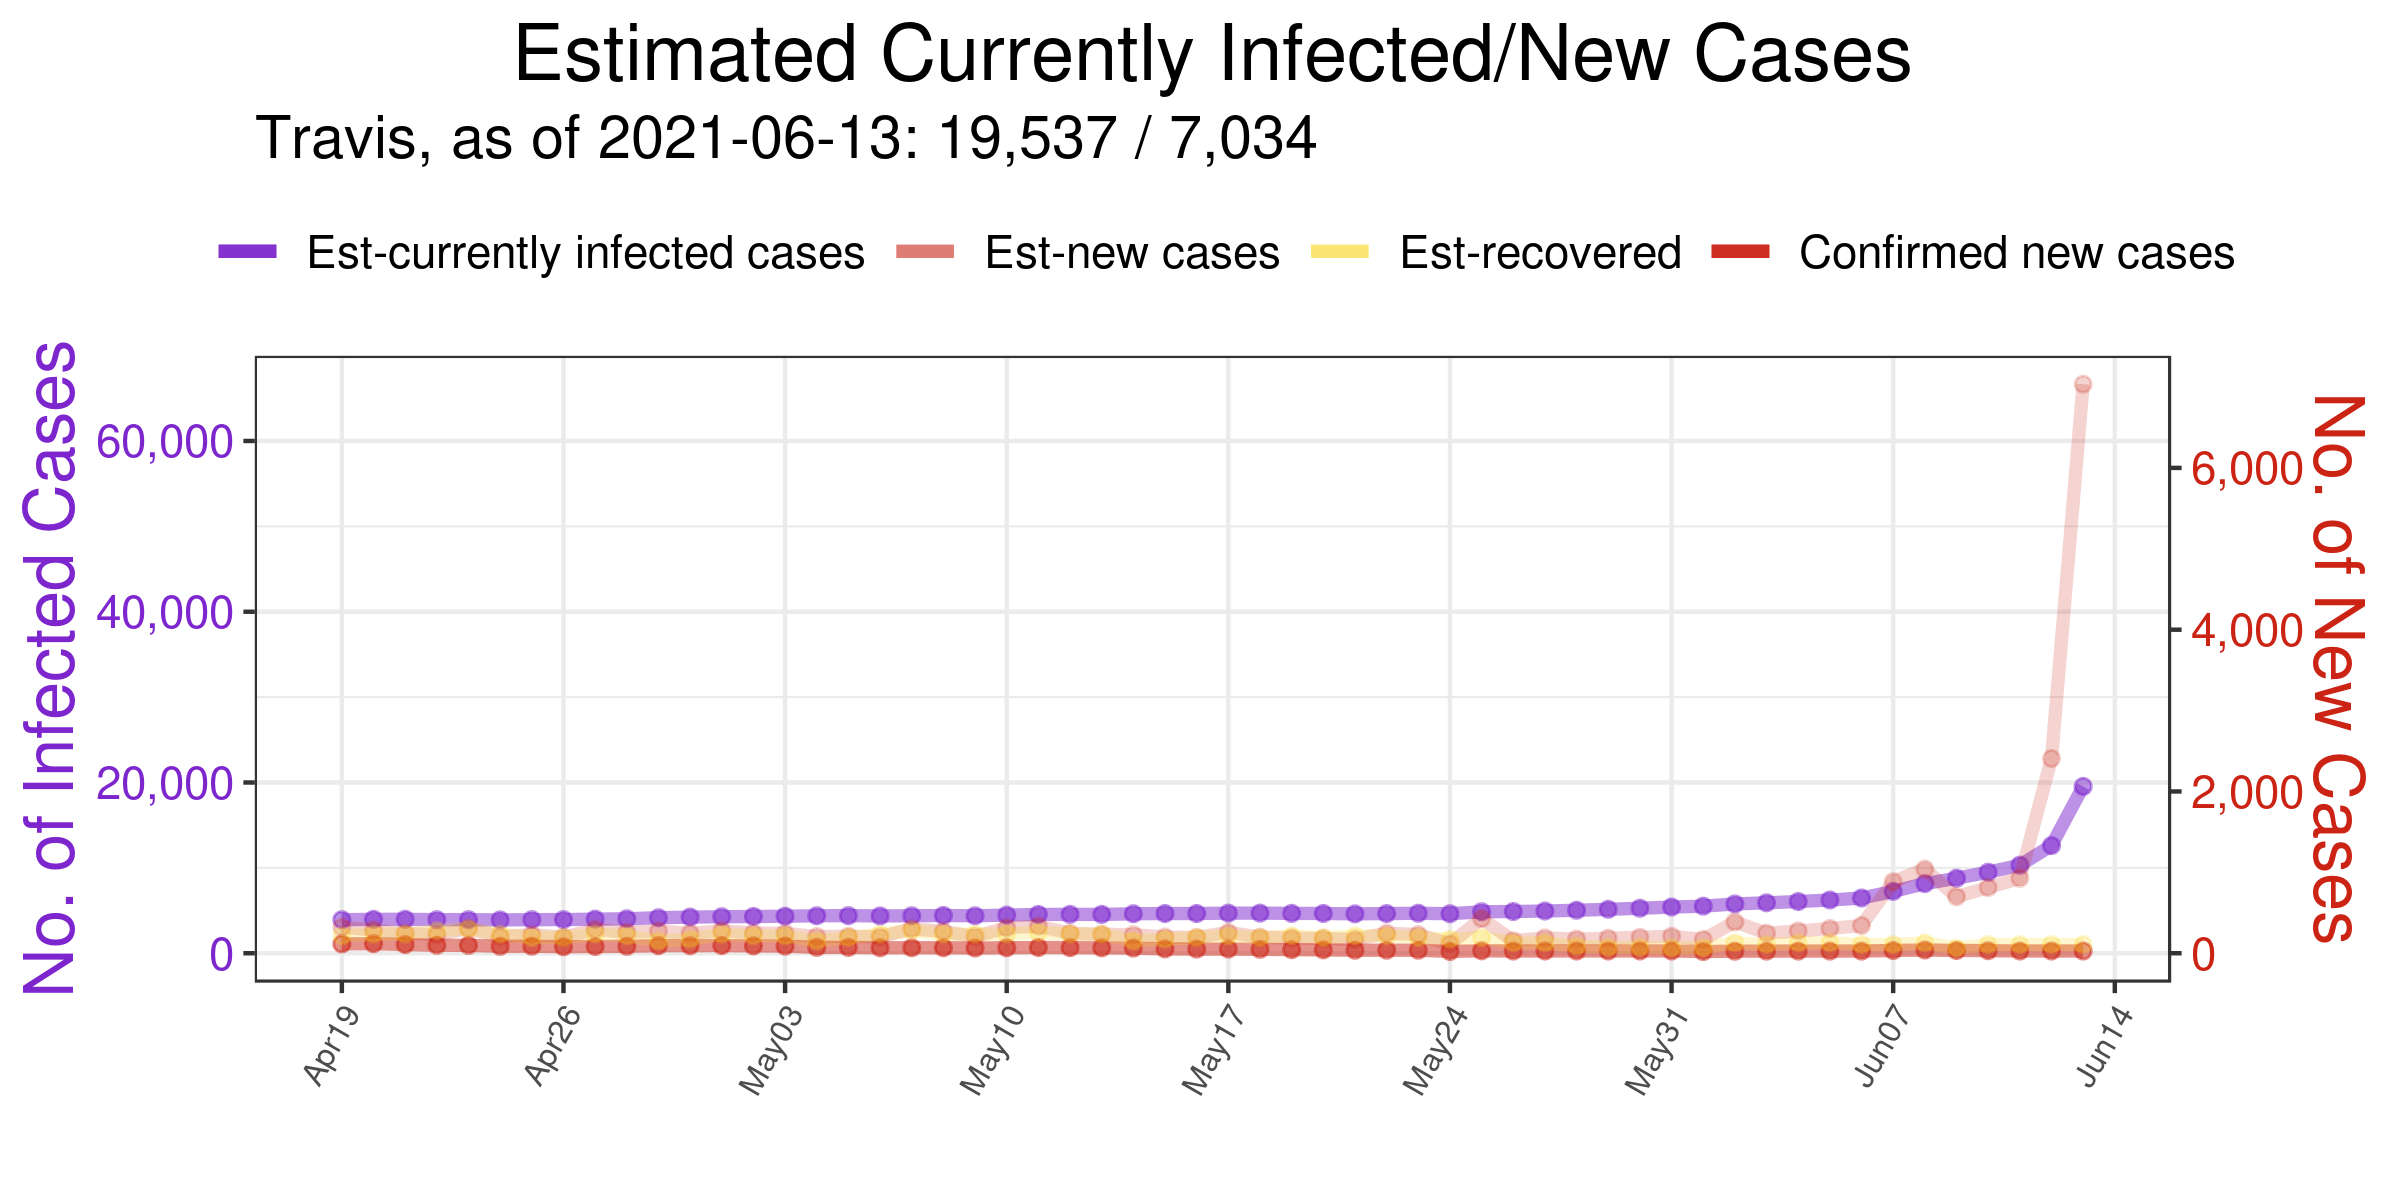 Estimated Currently Infected/New Cases
Travis, as of 2021-06-13: 19,537 / 7,034
Est-currently infected cases Est-new cases Est-recovered Confirmed new cases
No. of Infected Cases
60,000
40,000
20,000
0
6,000
4,000
2,000
0
No. of New Cases
Apr19 Apr26 May03 May10 May17 May24 May31 Jun07 Jun14